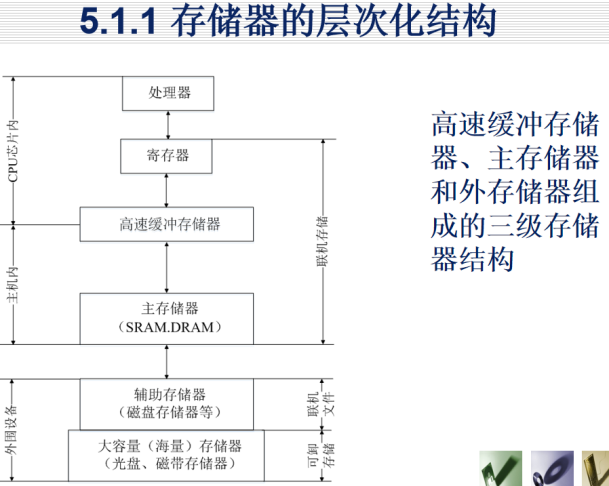 5.1.1 存储器的层次化结构
处理器
寄存器
高速缓冲存储器
主存储器
（SRAM.DRAM）
辅助存储器
（磁盘存储器等）
大容量（海量）存储器
（光盘、磁带存储器）
CPU芯片内
主机内
外围设备
联机存储
联机
文件
可卸
存储
高速缓冲存储
器、主存储器
和外存储器组
成的三级存储
器结构